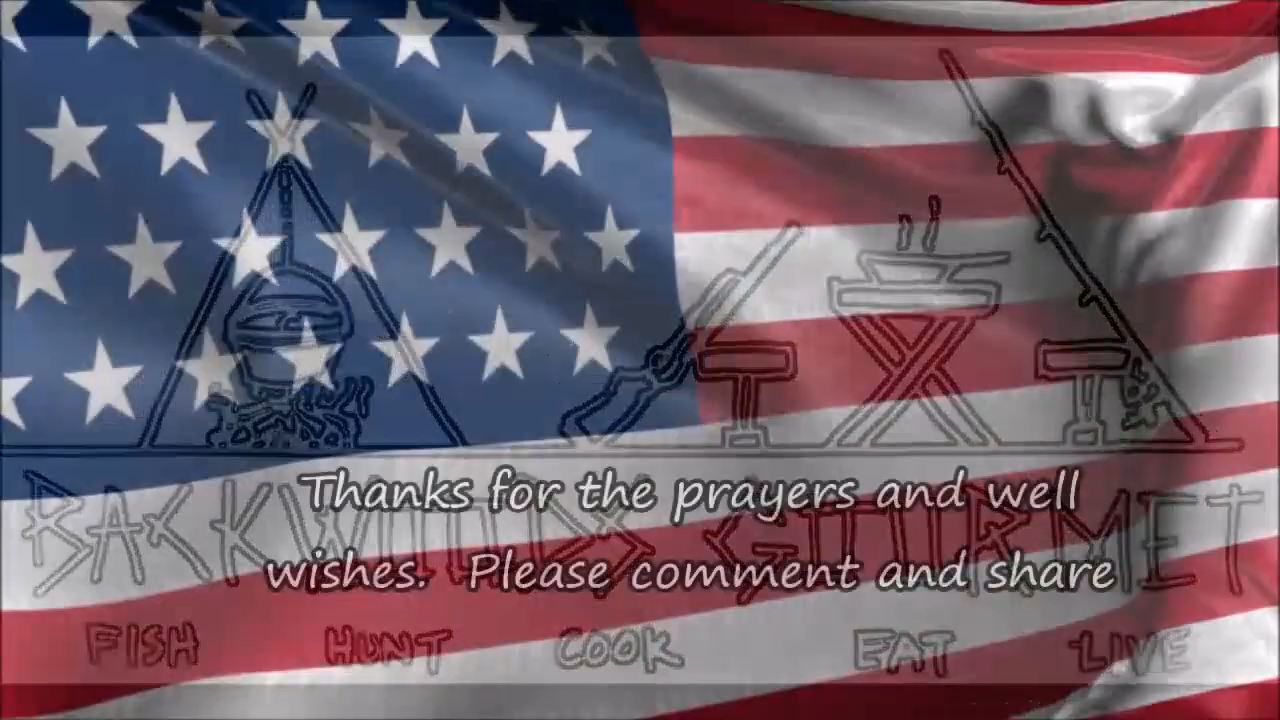 Thanks for the prayers and well
wishes.  Please comment and share
BACKWOODS GOURMET
FISH HUNT COOK EAT LIVE